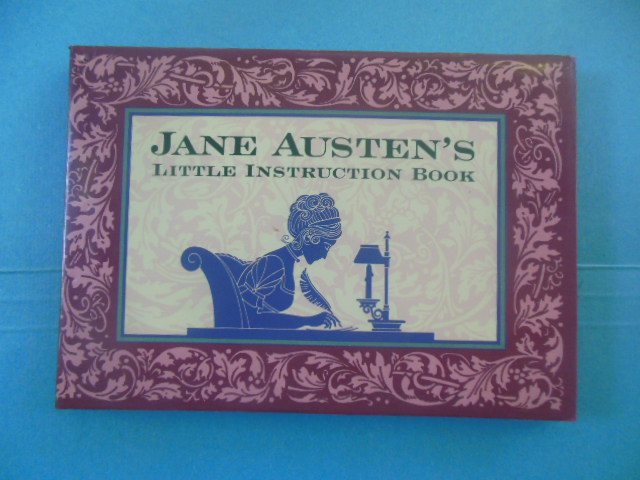 JANE AUSTEN'S
LITTLE INSTRUCTION BOOK